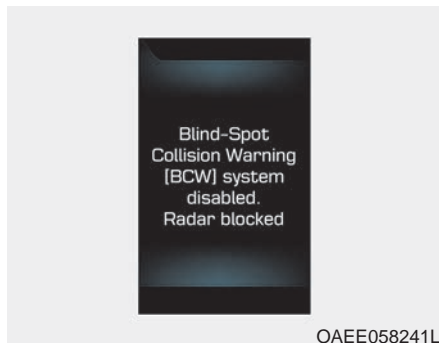 Blind-Spot
Collision Warning
[BCW] system
disabled.
Radar blocked
OAEE058241L